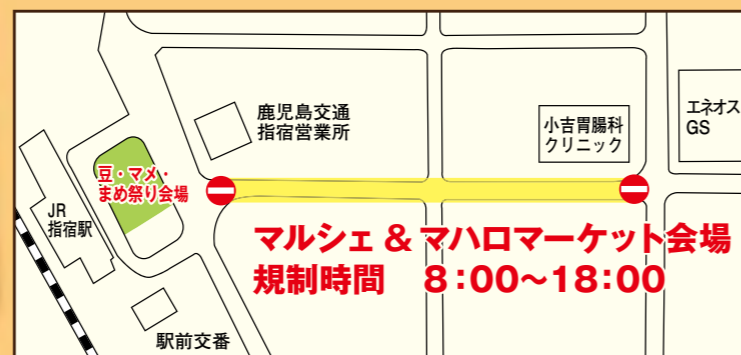 鹿児島交通
指宿営業所
小吉胃腸科
クリニック
エネオス
GS
豆・マメ・
まめ祭り会場
JR
指宿駅
マルシェ & マハロマーケット会場
規制時間 8:00~18:00
駅前交番